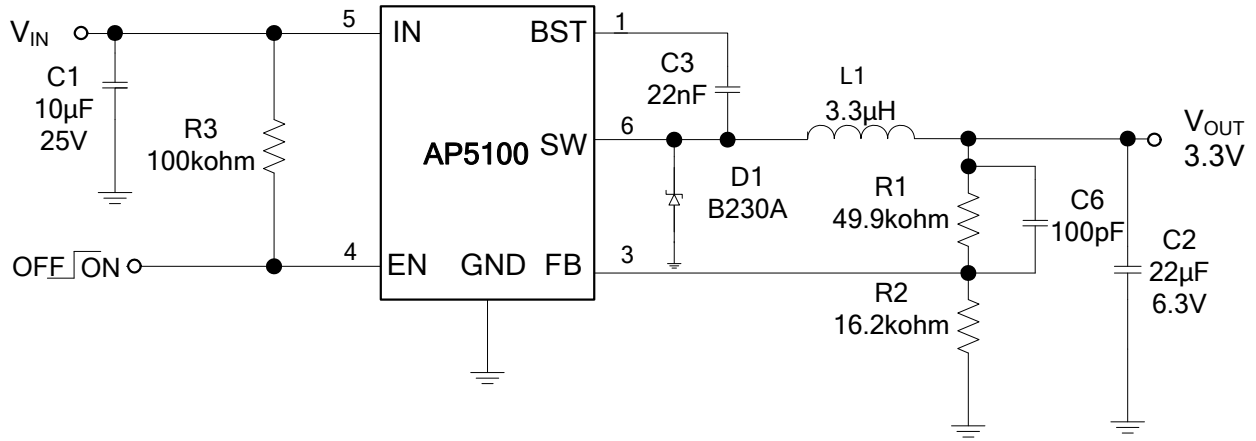 V_IN
C1
10μF
25V
R3
100kohm
OFF ON
5
4
IN
EN
AP5100
GND
BST
SW
FB
1
6
3
C3
22nF
D1
B230A
L1
3.3μH
R1
49.9kohm
R2
16.2kohm
C6
100pF
C2
22μF
6.3V
V_OUT
3.3V